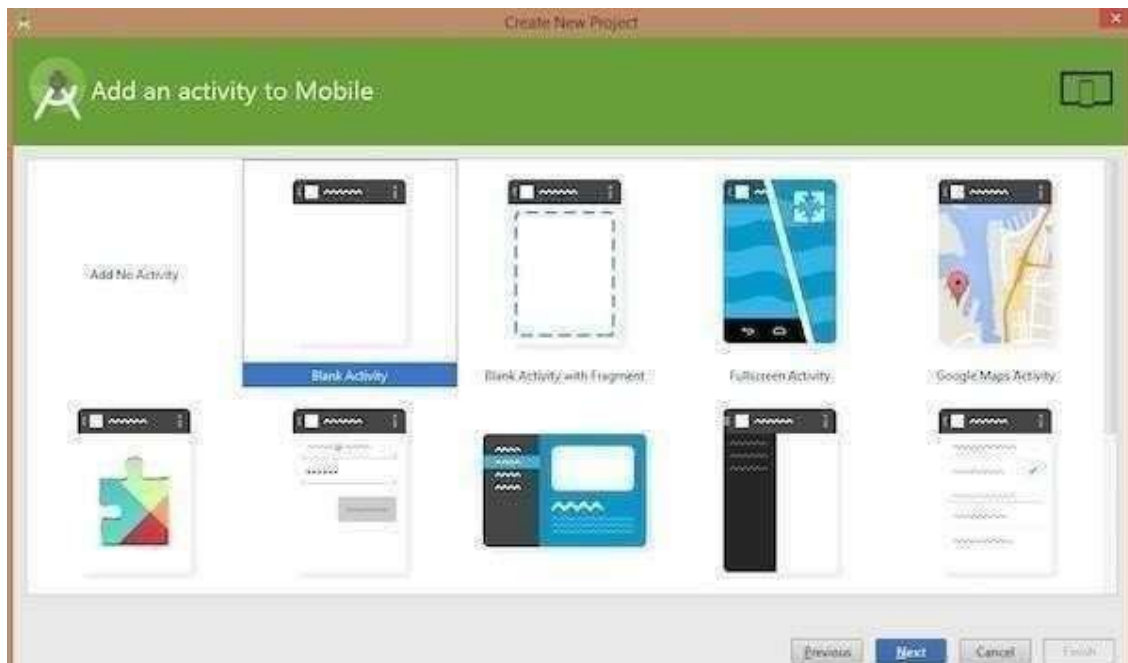 Create New Project
Add an activity to Mobile
Add No Activity
Blank Activity
Blank Activity with Fragment
Fullscreen Activity
Google Maps Activity
Previous
Next
Cancel
Finish